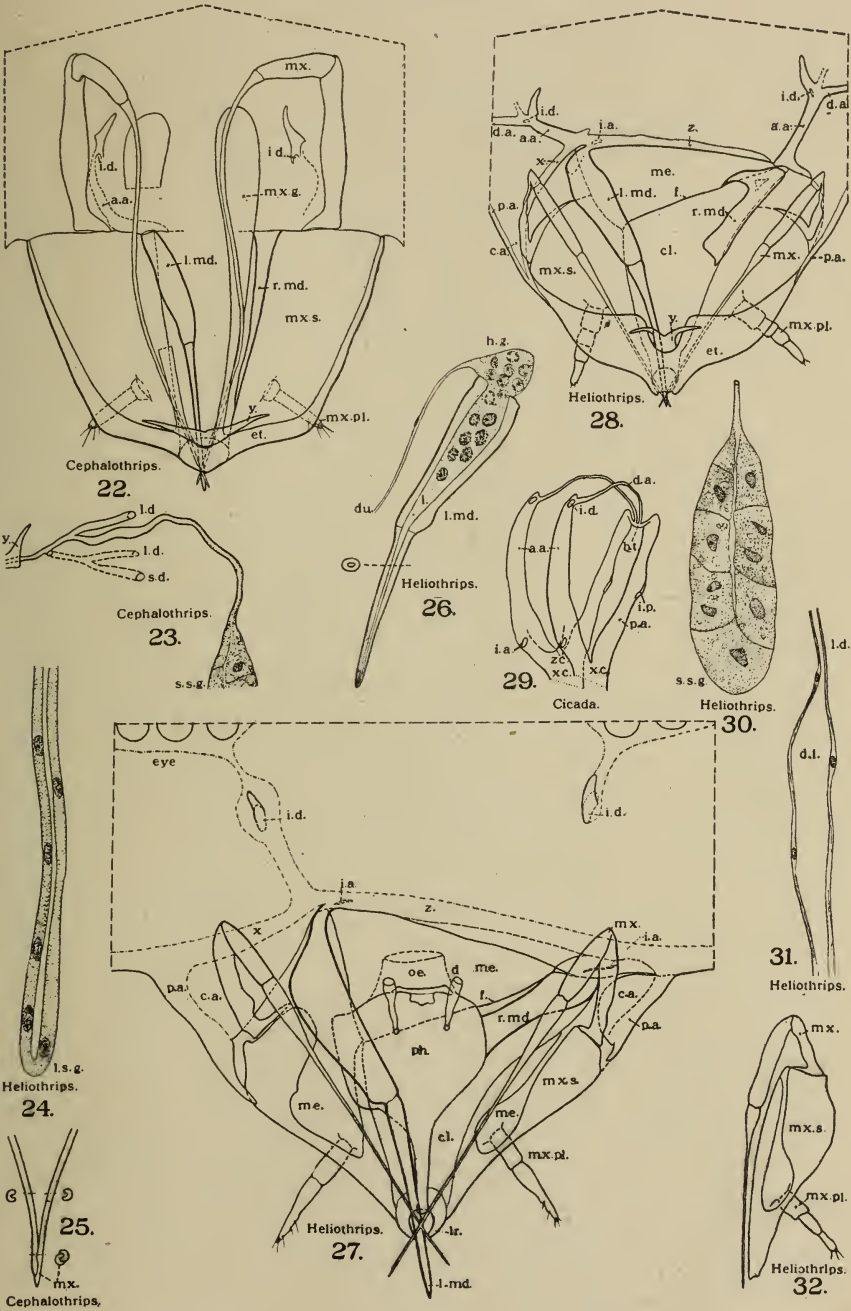 mx.
i.d.
i d.
a.a.
mx.g.
l.md.
r.md.
mx.s.
y.
mx.pl.
et.
Cephalothrips.
22.
i.d.
d.a.
a.a.
i.a.
z.
i.d.
d.a
a.a
x
me.
l.md.
f.
r.md
p.a.
c.a.
cl.
mx.
p.a.
mx.s.
y.
mx.pl.
et.
Heliothrips.
28.
y.
l.d
l.d.
s.d.
Cephalothrips.
23.
s.s.g.
h.g.
du.
l.
l.md.
Heliothrips.
26.
d.a.
i.d.
a.a.
i.p.
p.a.
i.a
zc.
xc.
x.c.
29.
Cicada.
s.s.g.
Heliothrips.
30.
l.s.g.
Heliothrips.
24.
l.d.
d.l.
31.
Heliothrips.
mx.
Cephalothrips,
25.
eye
i.d.
i.d.
i.a.
z.
x
mx.
i.a.
p.a.
c.a.
oe.
d
me.
f.
r.md
c.a
p.a.
ph.
mx.s.
me.
me.
cl.
mx.pl.
lr.
l.md.
Heliothrips.
27.
mx.
mx.s.
mx.pl.
Heliothrips.
32.